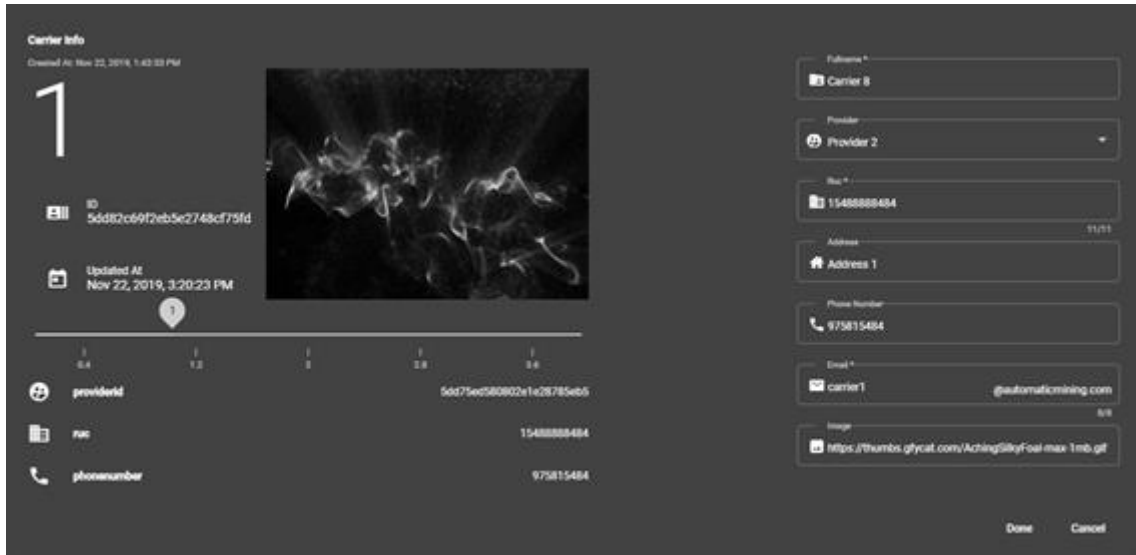 Carrier Info
Created At: Nov 22, 2019, 1:43:53 PM
1
ID
5dd82c69f2eb5e2748cf75fd
Updated At
Nov 22, 2019, 3:20:23 PM
1
0.4
1.2
2.8
3.6
providerid
5dd75ed580802e1e28785eb5
ruc
15488888484
phonenumber
975815484
Fullname *
Carrier 8
Provider
Provider 2
Ruc *
15488888484
11/11
Address
Address 1
Phone Number
975815484
Email *
carrier1
@automaticmining.com
8/8
Image
https://thumbs.gfycat.com/AchingSilkyFoal-max-1mb.gif
Done
Cancel